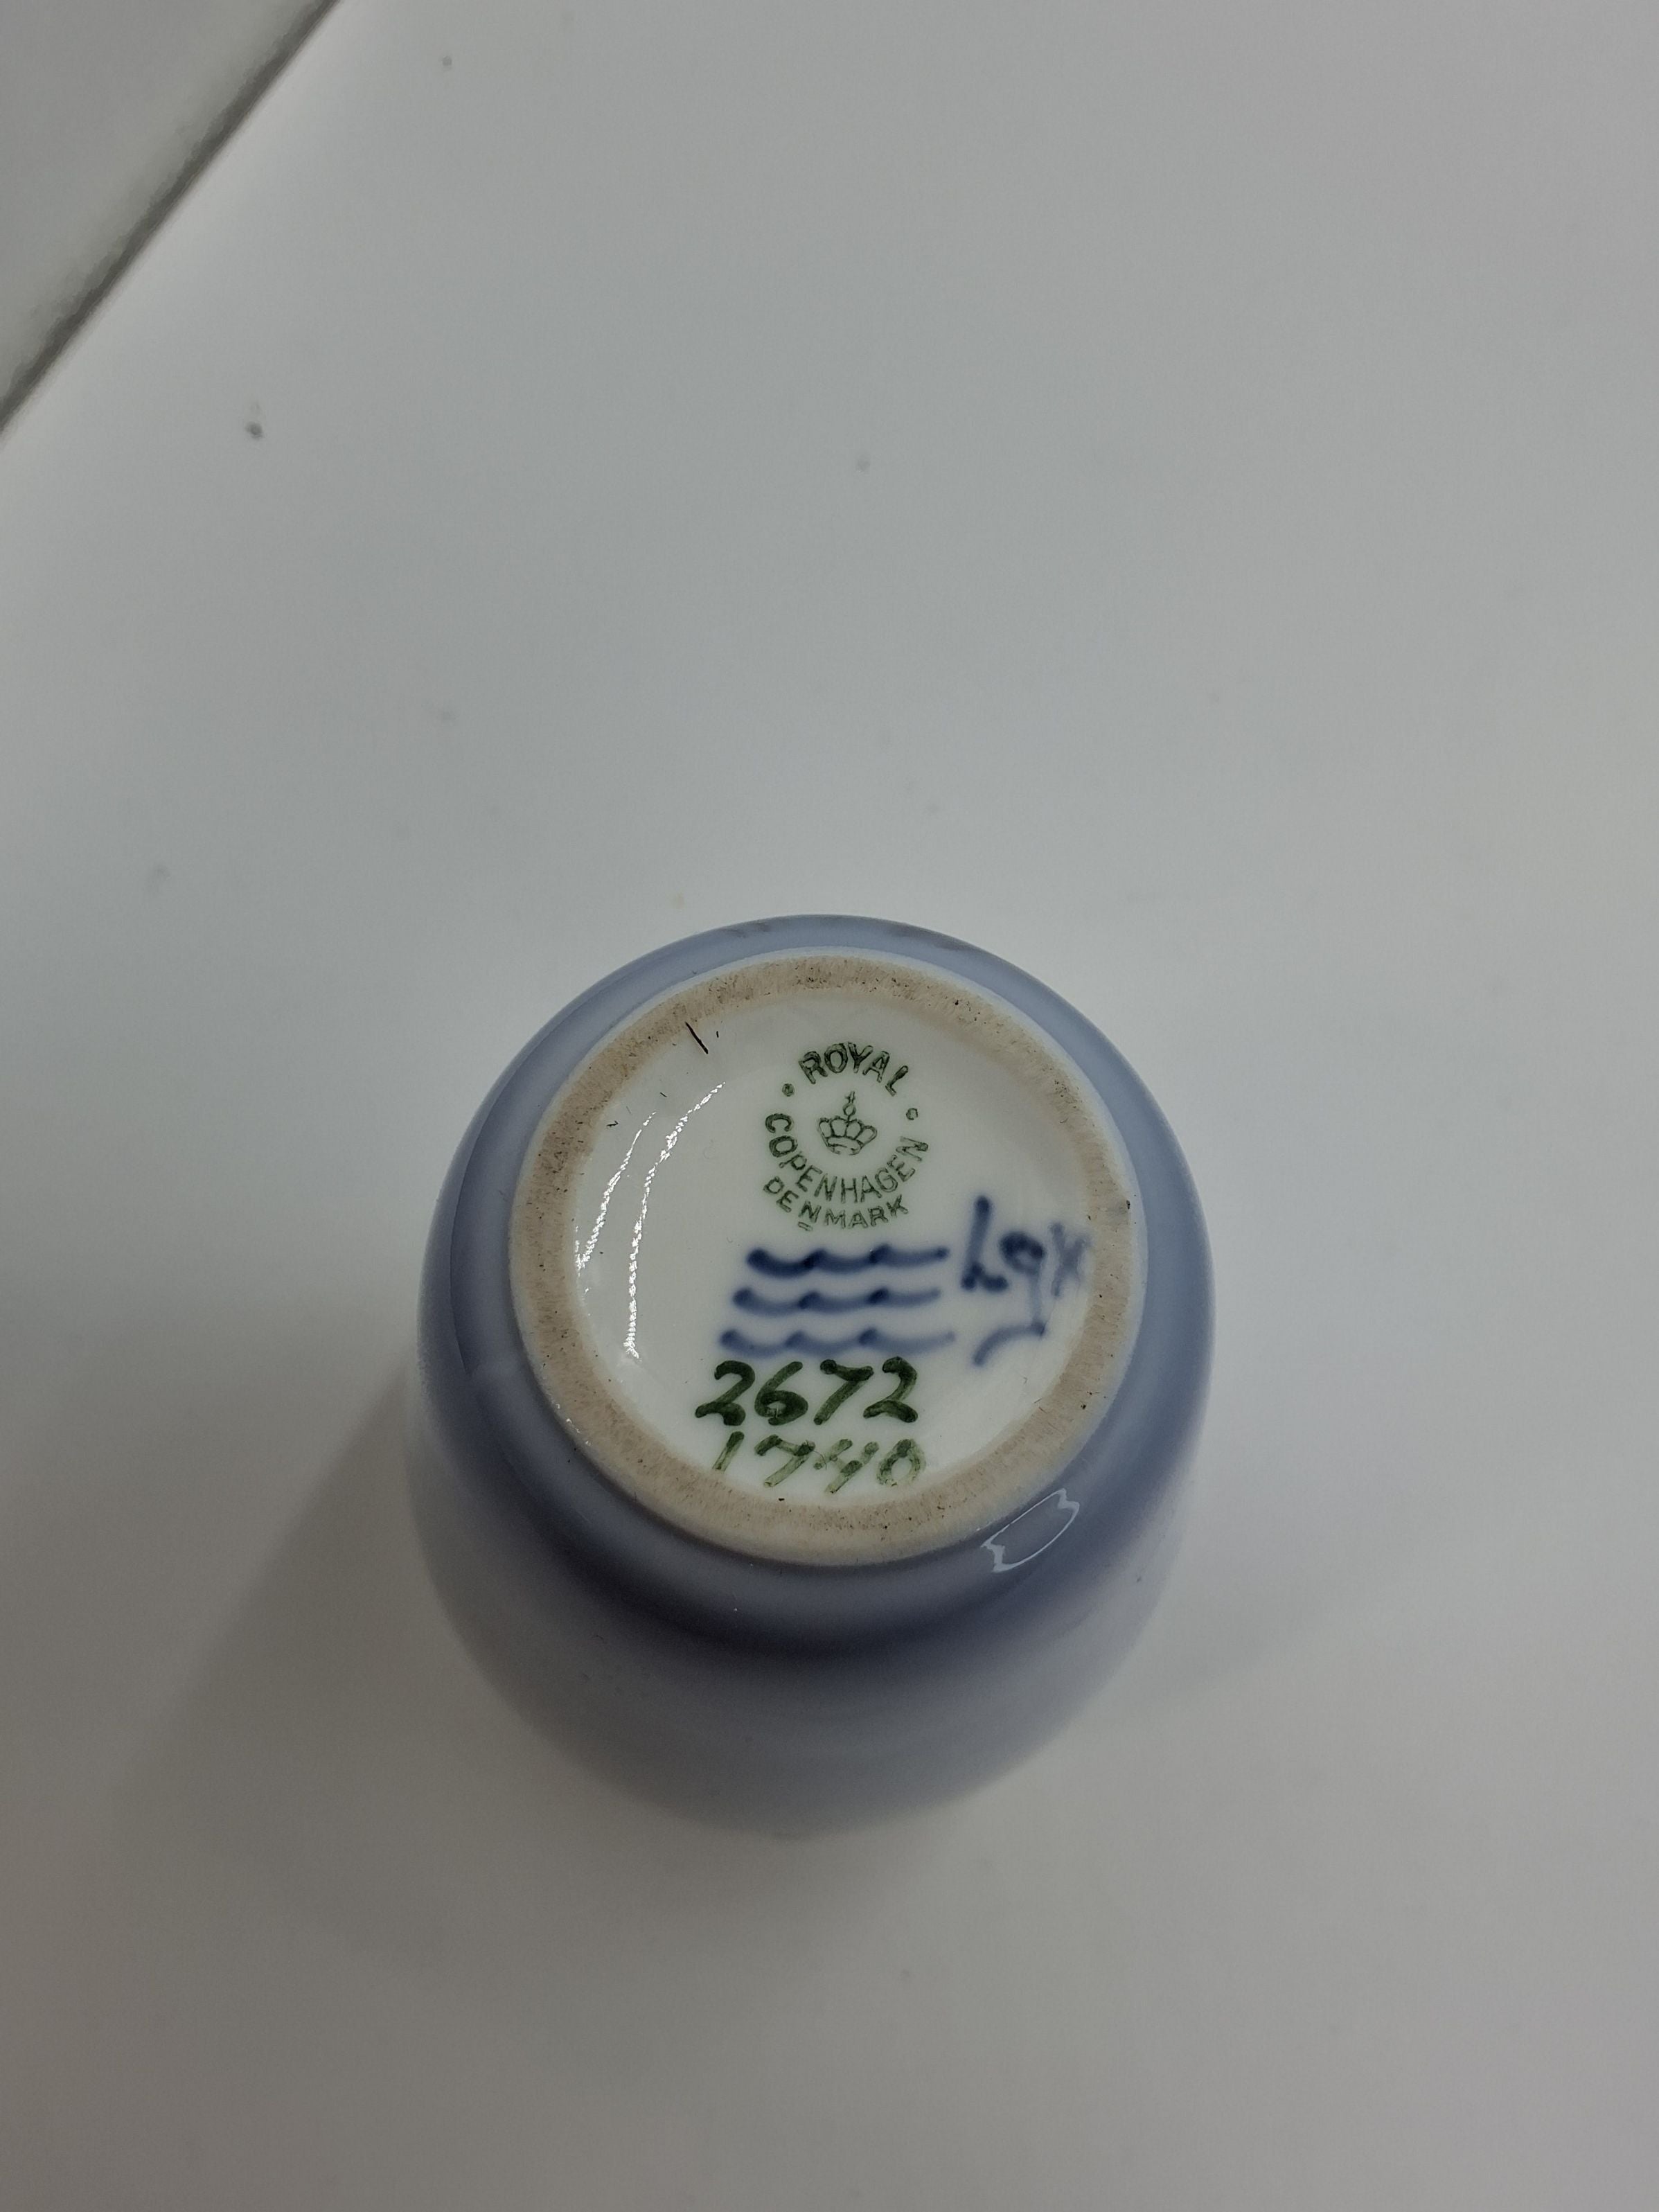 ROYAL
COPENHAGEN
DENMARK
2672
1740